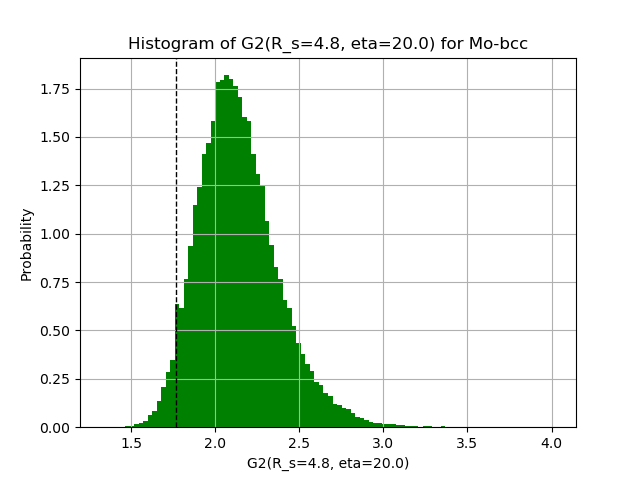 Histogram of G2(R_s=4.8, eta=20.0) for Mo-bcc
Probability
1.75
1.50
1.25
1.00
0.75
0.50
0.25
0.00
1.5 2.0 2.5 3.0 3.5 4.0
G2(R_s=4.8, eta=20.0)